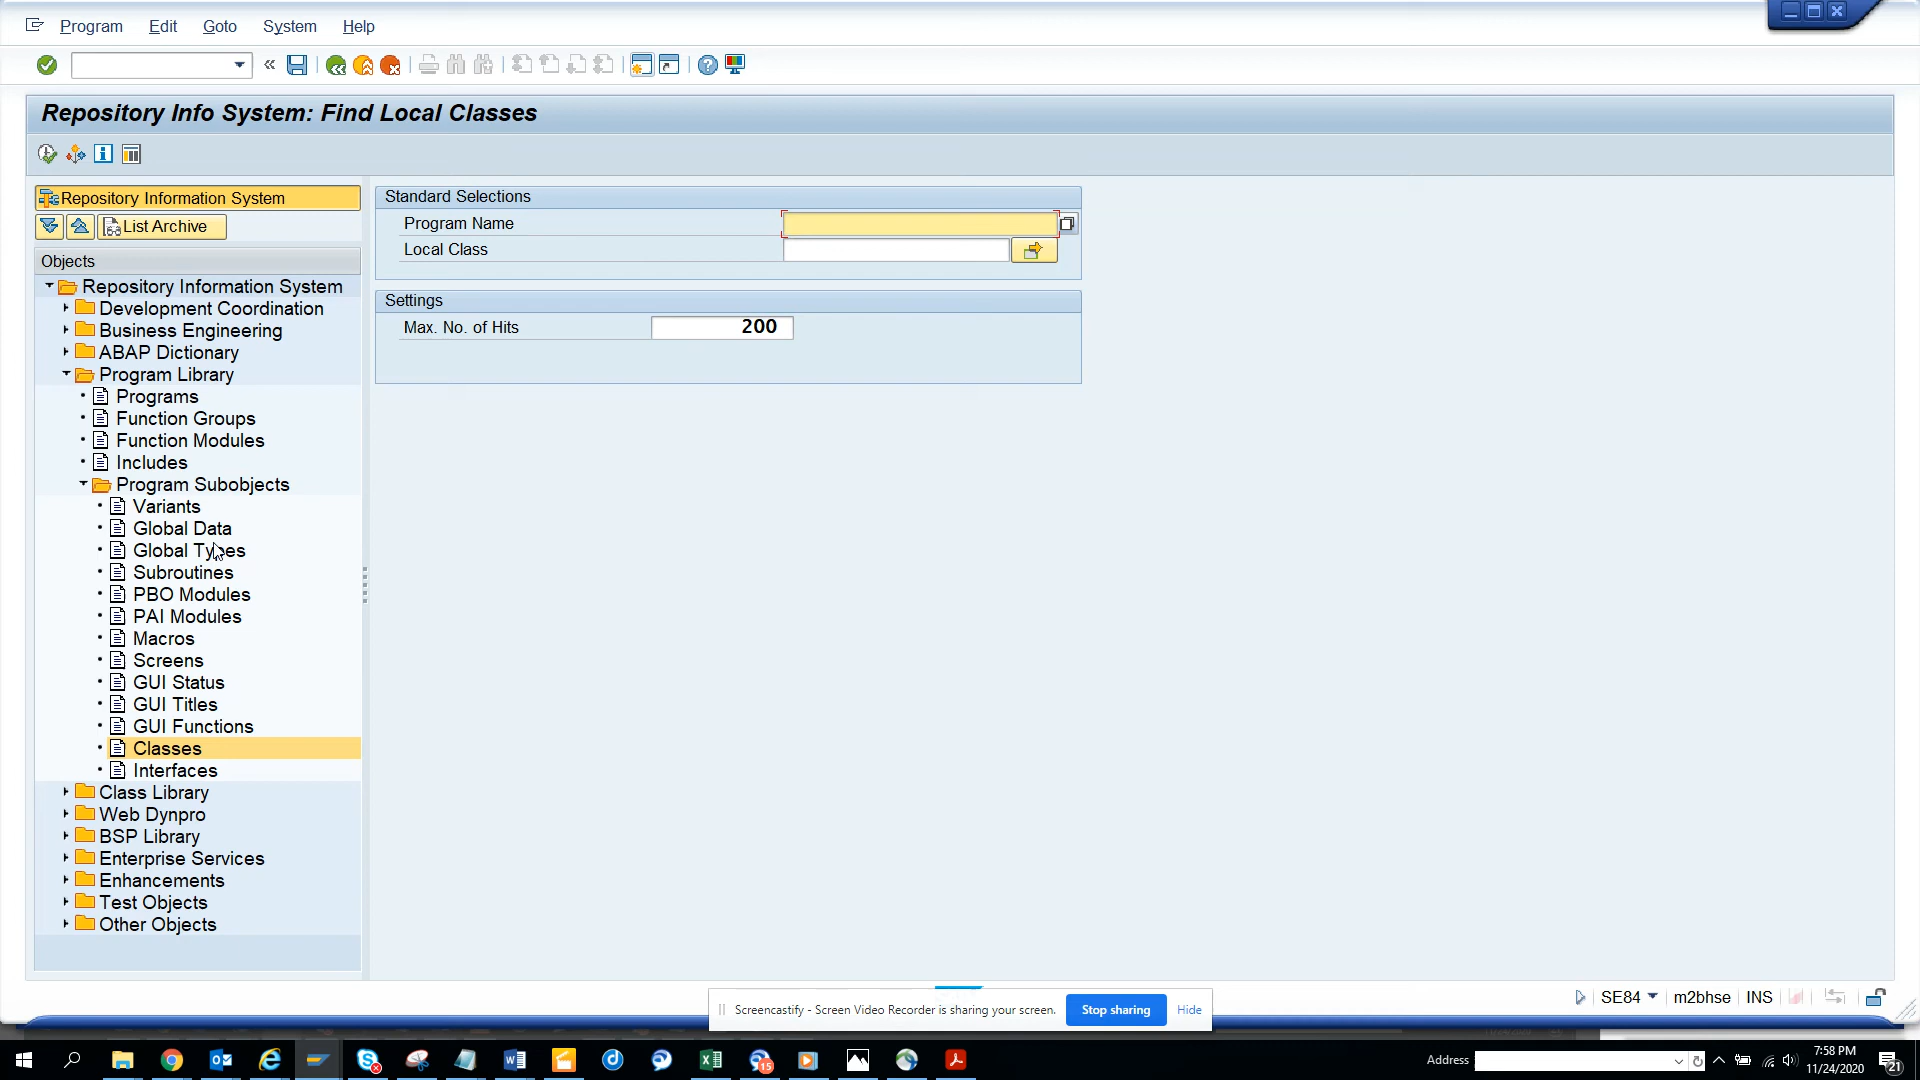 Program Edit Goto System Help
Repository Info System: Find Local Classes
Repository Information System
List Archive
Objects
Repository Information System
Development Coordination
Business Engineering
ABAP Dictionary
Program Library
Programs
Function Groups
Function Modules
Includes
Program Subobjects
Variants
Global Data
Global Types
Subroutines
PBO Modules
PAI Modules
Macros
Screens
GUI Status
GUI Titles
GUI Functions
Classes
Interfaces
Class Library
Web Dynpro
BSP Library
Enterprise Services
Enhancements
Test Objects
Other Objects
Standard Selections
Program Name
Local Class
Settings
Max. No. of Hits 200
SE84 m2bhse INS
Screencastify - Screen Video Recorder is sharing your screen. Stop sharing Hide
Address
15
7:58 PM
11/24/2020
21